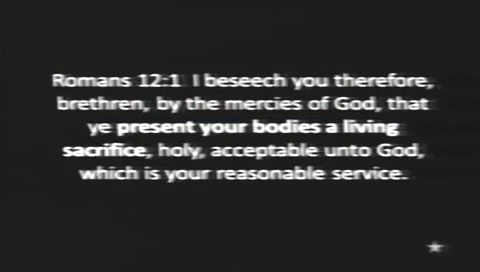 Romans 12:1  I beseech you therefore,
brethren, by the mercies of God, that
ye present your bodies a living
sacrifice, holy, acceptable unto God,
which is your reasonable service.